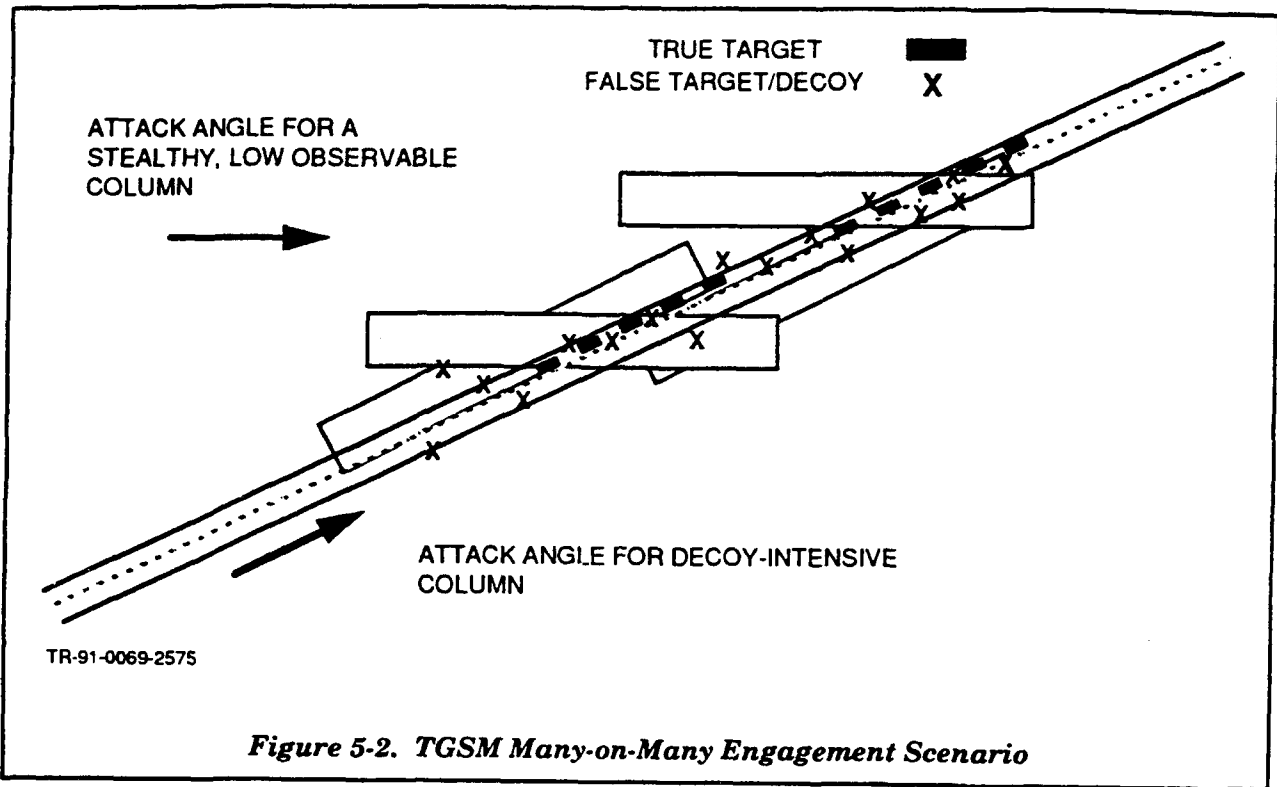 TRUE TARGET
FALSE TARGET/DECOY X
ATTACK ANGLE FOR A
STEALTHY, LOW OBSERVABLE
COLUMN
ATTACK ANGLE FOR DECOY-INTENSIVE
COLUMN
TR-91-0069-2575
Figure 5-2. TGSM Many-on-Many Engagement Scenario